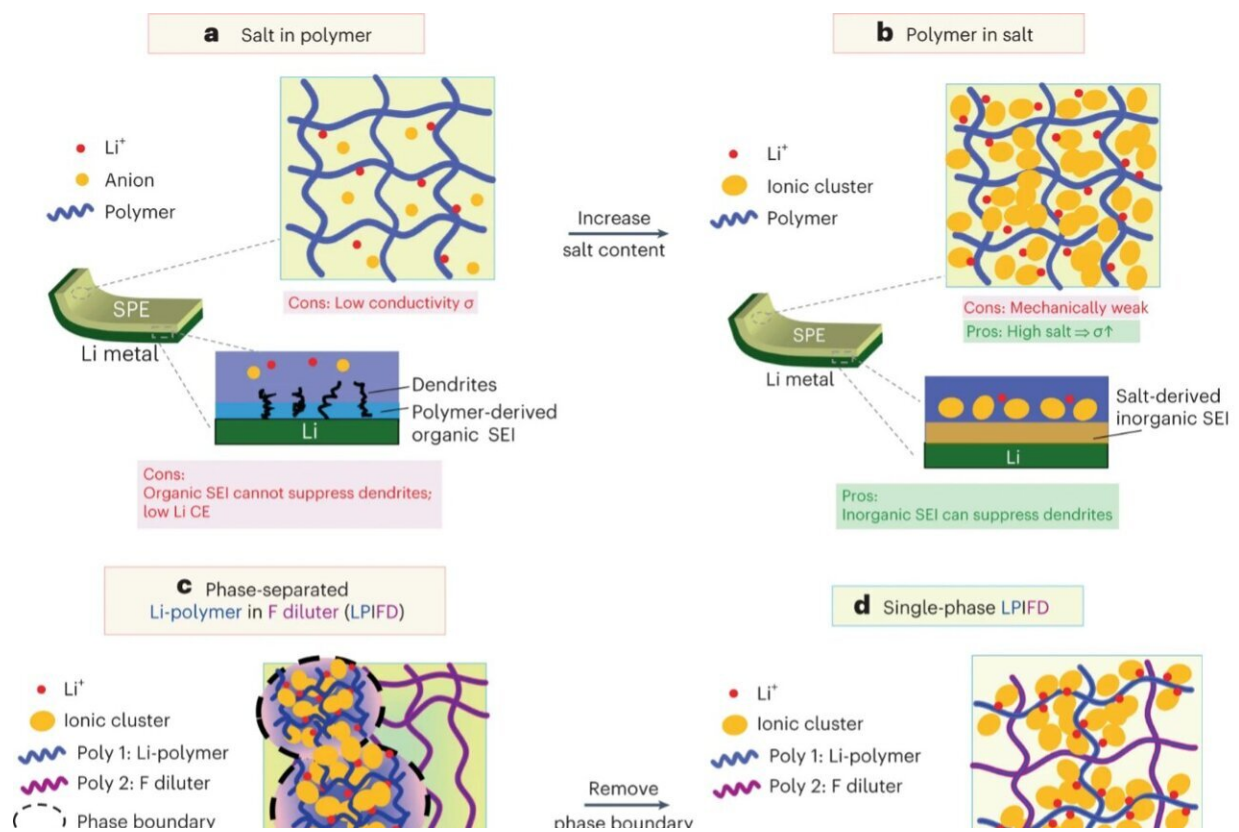 a Salt in polymer
Li⁺
Anion
Polymer
Cons: Low conductivity σ
SPE
Li metal
Dendrites
Polymer-derived
organic SEI
Li
Cons:
Organic SEI cannot suppress dendrites;
low Li CE
Increase
salt content
b Polymer in salt
Li⁺
Ionic cluster
Polymer
Cons: Mechanically weak
Pros: High salt ⇒ σ↑
SPE
Li metal
Salt-derived
inorganic SEI
Li
Pros:
Inorganic SEI can suppress dendrites
c Phase-separated
Li-polymer in F diluter (LPIFD)
Li⁺
Ionic cluster
Poly 1: Li-polymer
Poly 2: F diluter
Phase boundary
Remove
phase boundary
d Single-phase LPIFD
Li⁺
Ionic cluster
Poly 1: Li-polymer
Poly 2: F diluter